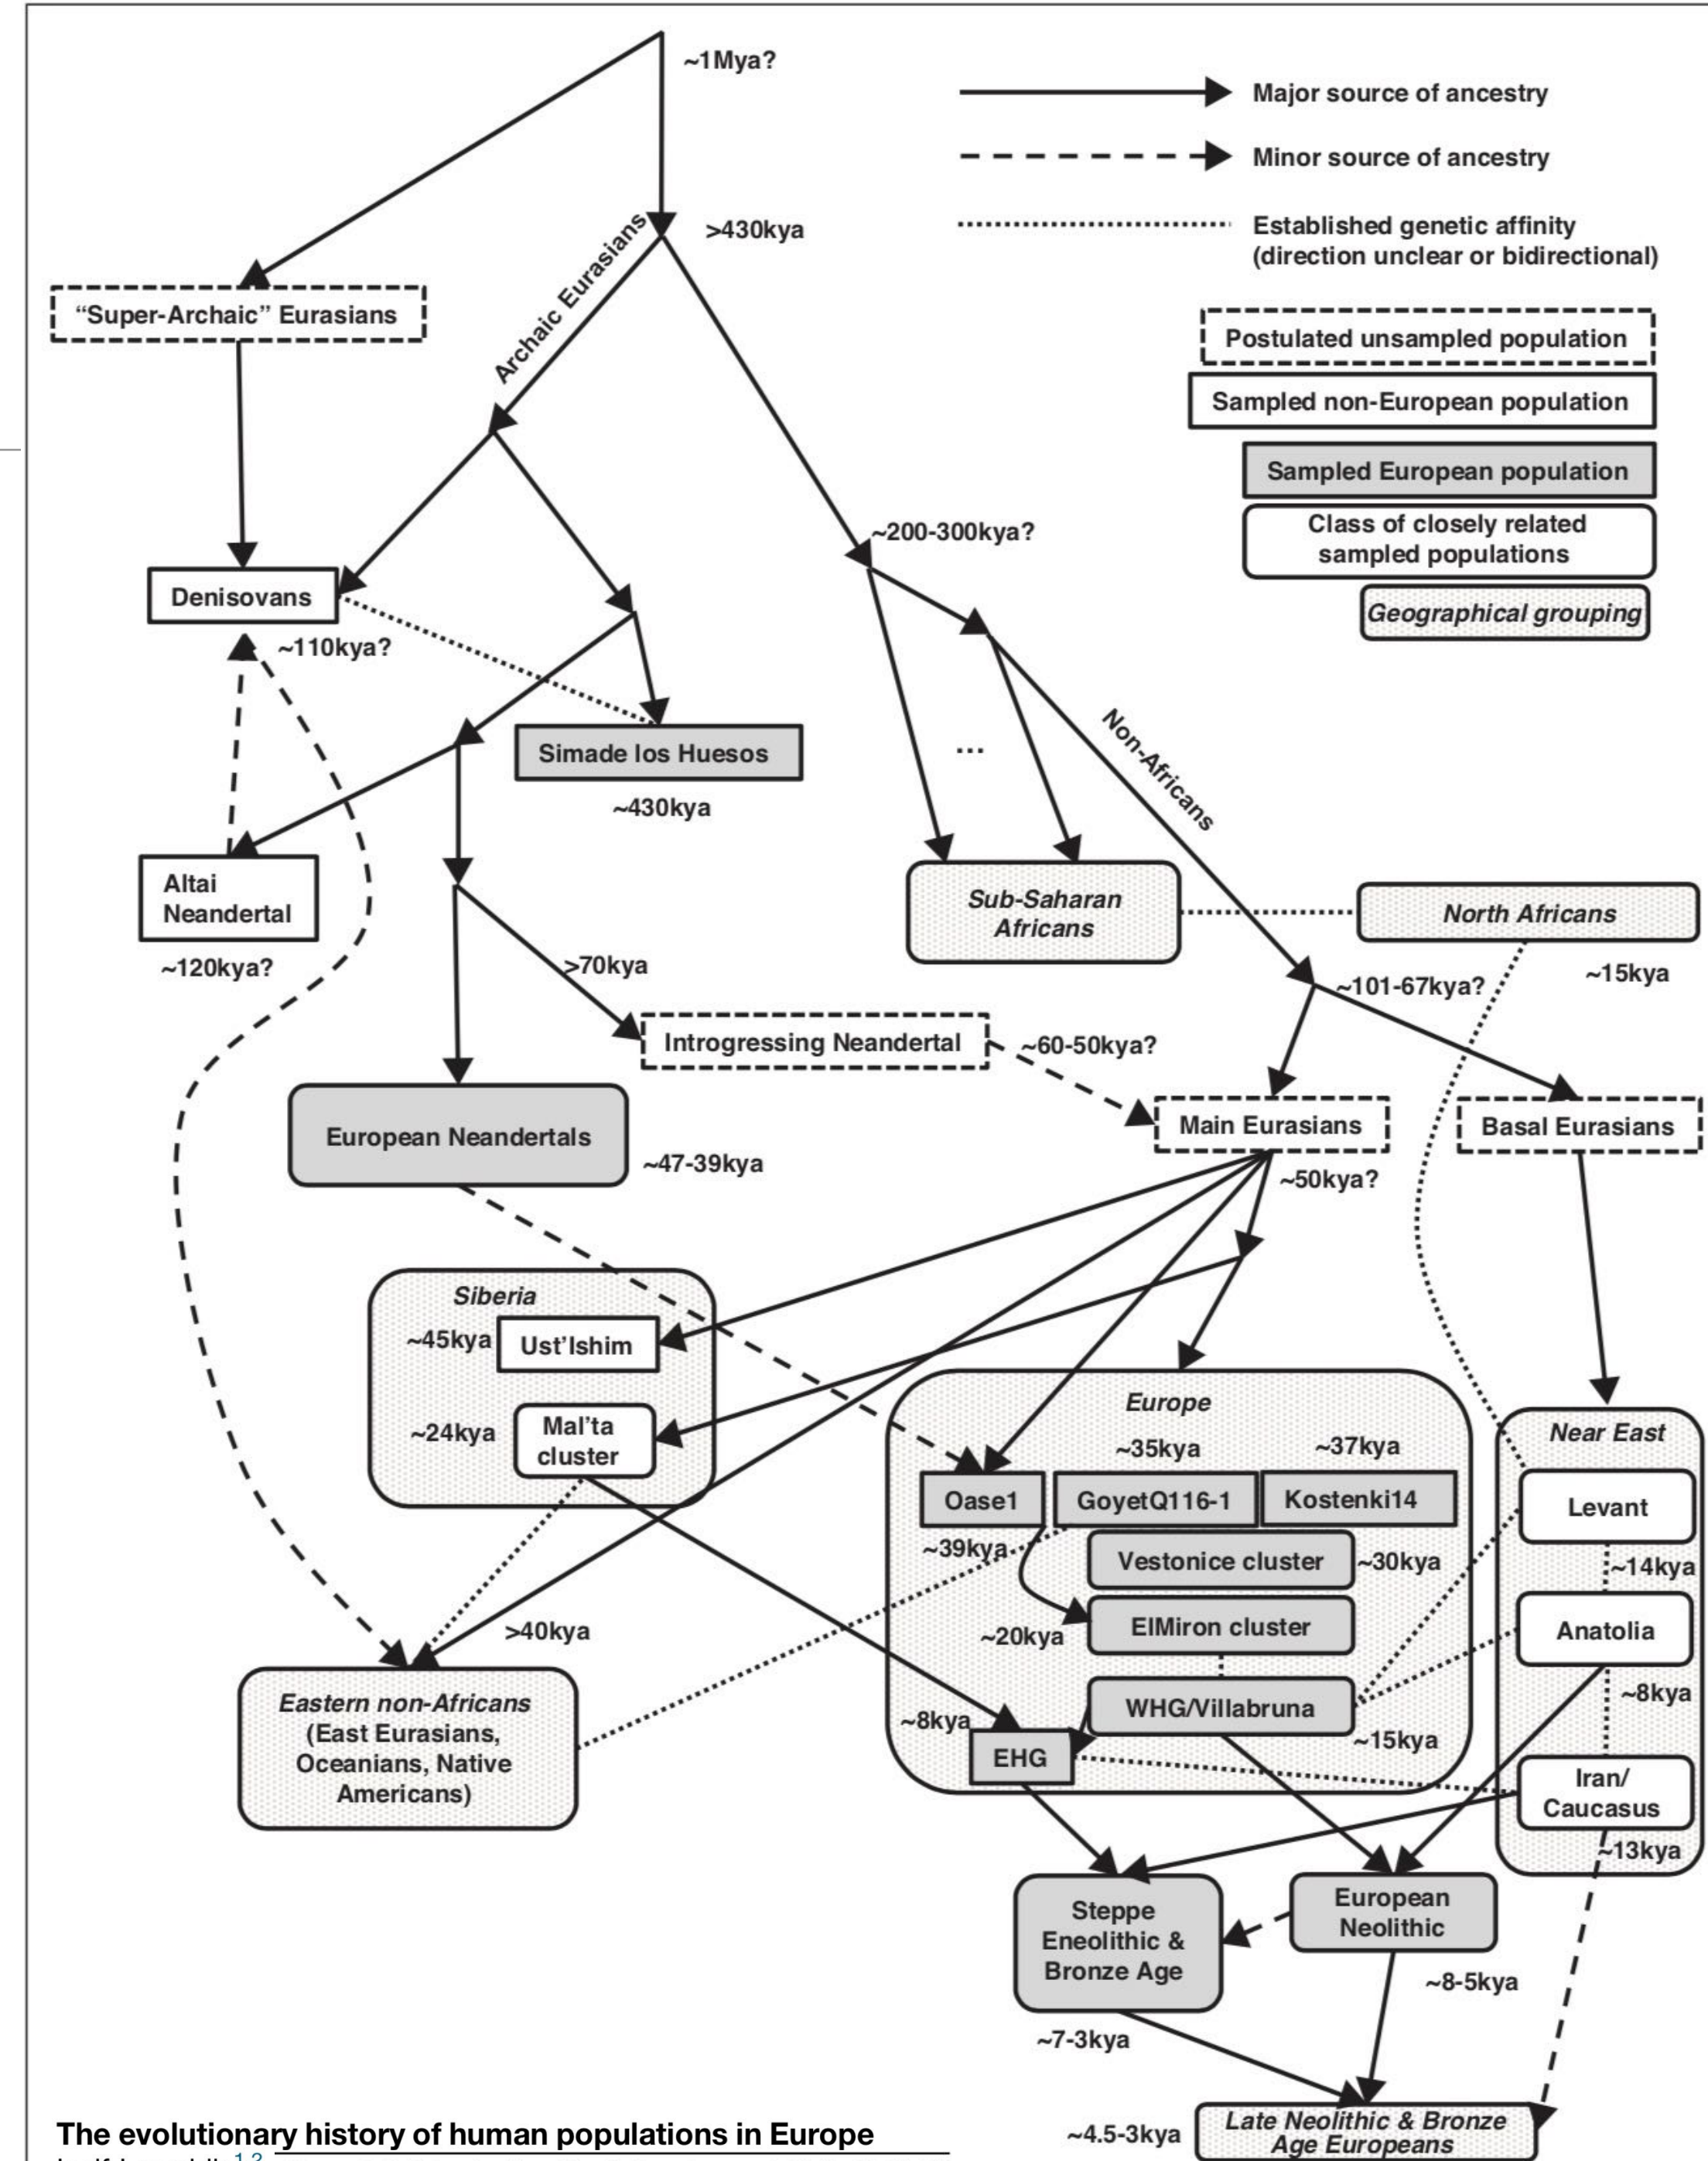 ~1Mya?
Major source of ancestry
Minor source of ancestry
>430kya
Established genetic affinity
(direction unclear or bidirectional)
Archaic Eurasians
"Super-Archaic" Eurasians
Postulated unsampled population
Sampled non-European population
Sampled European population
Class of closely related
sampled populations
Geographical grouping
~200-300kya?
Denisovans
~110kya?
Simade los Huesos
~430kya
...
Non-Africans
Altai
Neandertal
~120kya?
Sub-Saharan
Africans
North Africans
~15kya
>70kya
~101-67kya?
Introgressing Neandertal
~60-50kya?
European Neandertals
~47-39kya
Main Eurasians
~50kya?
Basal Eurasians
Siberia
~45kya
Ust'Ishim
~24kya
Mal'ta
cluster
Europe
~35kya
~37kya
Oase1
GoyetQ116-1
Kostenki14
~39kya
Vestonice cluster
~30kya
ElMiron cluster
~20kya
WHG/Villabruna
~15kya
~8kya
EHG
Near East
Levant
~14kya
Anatolia
~8kya
Iran/
Caucasus
~13kya
>40kya
Eastern non-Africans
(East Eurasians,
Oceanians, Native
Americans)
Steppe
Eneolithic &
Bronze Age
~7-3kya
European
Neolithic
~8-5kya
~4.5-3kya
Late Neolithic & Bronze
Age Europeans
The evolutionary history of human populations in Europe
1,2